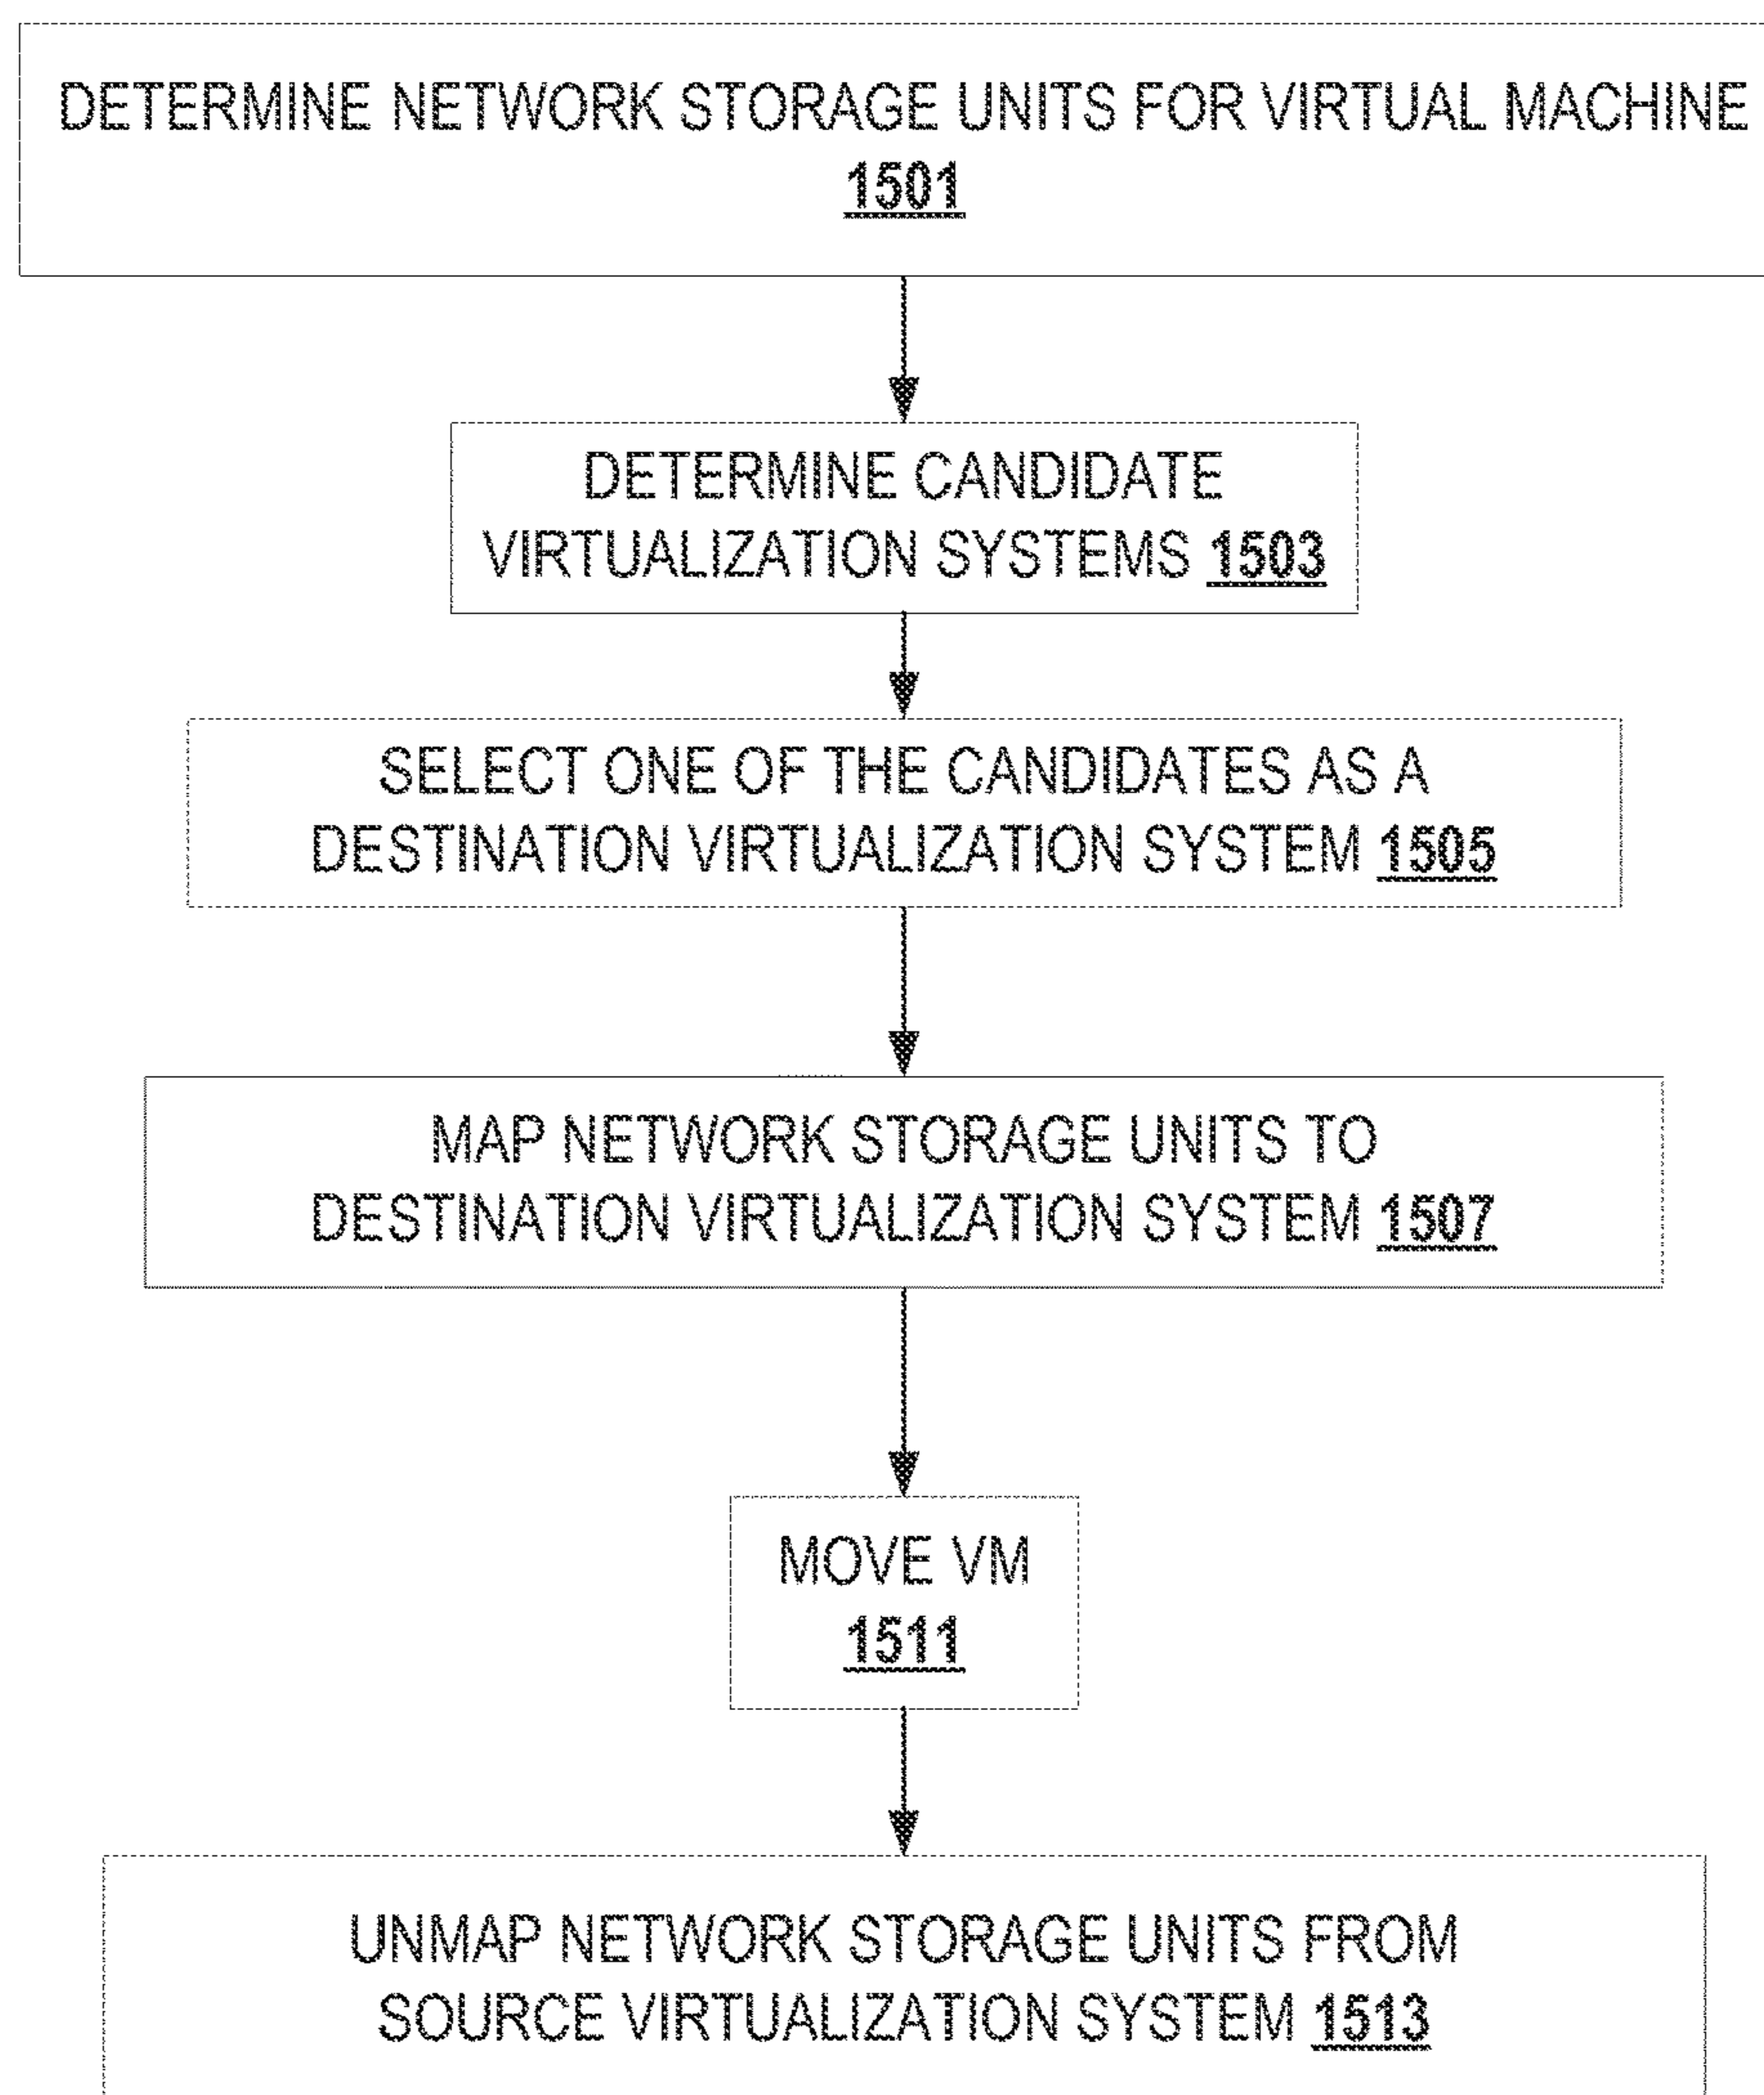 DETERMINE NETWORK STORAGE UNITS FOR VIRTUAL MACHINE
1501
DETERMINE CANDIDATE
VIRTUALIZATION SYSTEMS 1503
SELECT ONE OF THE CANDIDATES AS A
DESTINATION VIRTUALIZATION SYSTEM 1505
MAP NETWORK STORAGE UNITS TO
DESTINATION VIRTUALIZATION SYSTEM 1507
MOVE VM
1511
UNMAP NETWORK STORAGE UNITS FROM
SOURCE VIRTUALIZATION SYSTEM 1513